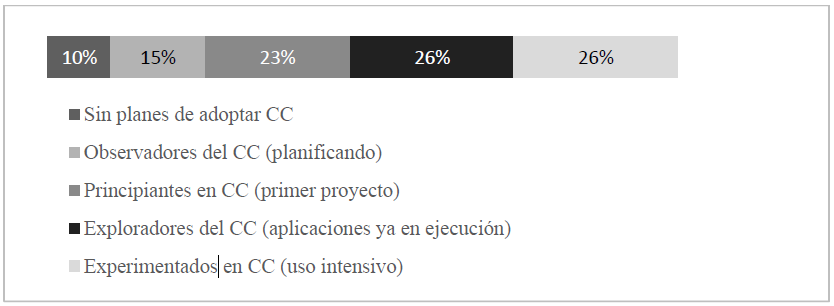 10% 15% 23% 26% 26%
Sin planes de adoptar CC
Observadores del CC (planificando)
Principiantes en CC (primer proyecto)
Exploradores del CC (aplicaciones ya en ejecución)
Experimentados en CC (uso intensivo)